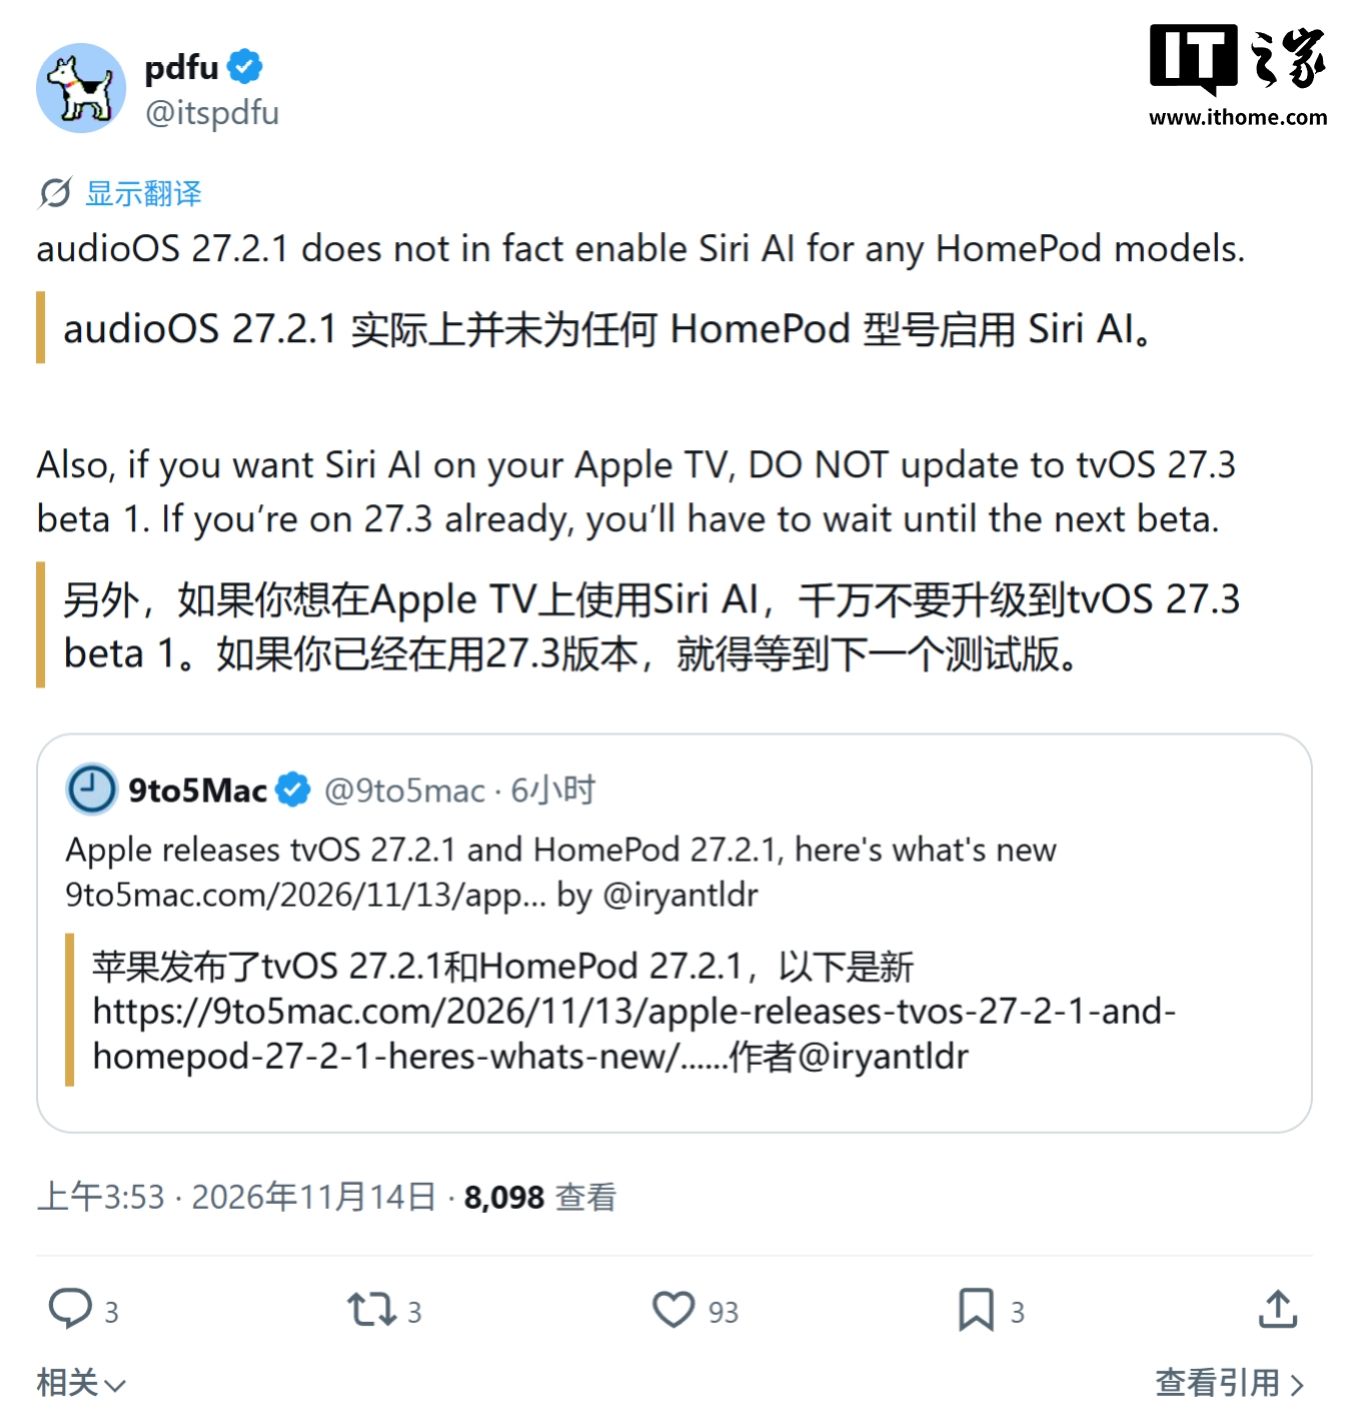 pdfu
@itspdfu
IT之家
www.ithome.com
显示翻译
audioOS 27.2.1 does not in fact enable Siri AI for any HomePod models.
audioOS 27.2.1 实际上并未为任何 HomePod 型号启用 Siri AI。
Also, if you want Siri AI on your Apple TV, DO NOT update to tvOS 27.3
beta 1. If you’re on 27.3 already, you’ll have to wait until the next beta.
另外，如果你想在Apple TV上使用Siri AI，千万不要升级到tvOS 27.3
beta 1。如果你已经在用27.3版本，就得等到下一个测试版。
9to5Mac @9to5mac · 6小时
Apple releases tvOS 27.2.1 and HomePod 27.2.1, here's what's new
9to5mac.com/2026/11/13/app... by @iryantldr
苹果发布了tvOS 27.2.1和HomePod 27.2.1，以下是新
https://9to5mac.com/2026/11/13/apple-releases-tvos-27-2-1-and-
homepod-27-2-1-heres-whats-new/......作者@iryantldr
上午3:53 · 2026年11月14日 · 8,098 查看
3 3 93 3
相关
查看引用